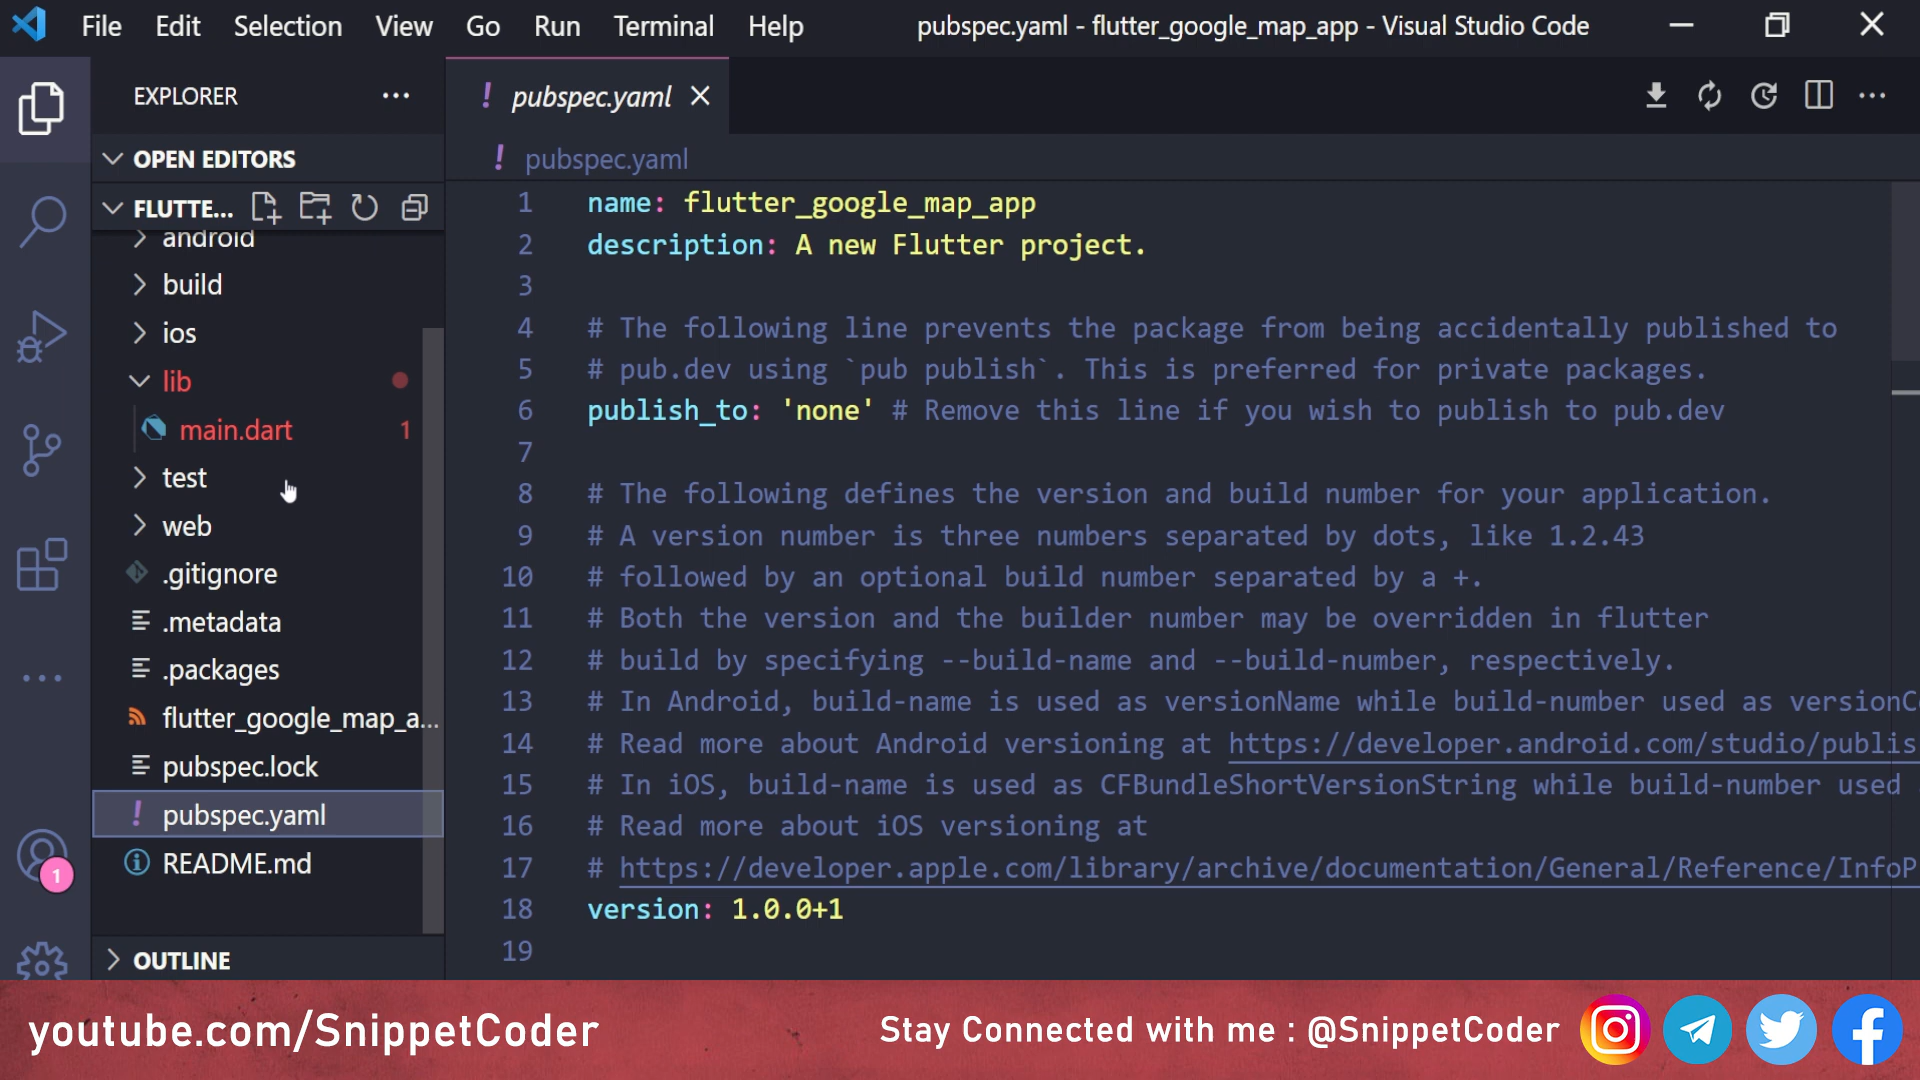 File Edit Selection View Go Run Terminal Help
pubspec.yaml - flutter_google_map_app - Visual Studio Code
EXPLORER
OPEN EDITORS
FLUTTE...
android
build
ios
lib
main.dart 1
test
web
.gitignore
.metadata
.packages
flutter_google_map_a...
pubspec.lock
! pubspec.yaml
README.md
OUTLINE
1
! pubspec.yaml
! pubspec.yaml
1 name: flutter_google_map_app
2 description: A new Flutter project.
3
4 # The following line prevents the package from being accidentally published to
5 # pub.dev using `pub publish`. This is preferred for private packages.
6 publish_to: 'none' # Remove this line if you wish to publish to pub.dev
7
8 # The following defines the version and build number for your application.
9 # A version number is three numbers separated by dots, like 1.2.43
10 # followed by an optional build number separated by a +.
11 # Both the version and the builder number may be overridden in flutter
12 # build by specifying --build-name and --build-number, respectively.
13 # In Android, build-name is used as versionName while build-number used as versionC
14 # Read more about Android versioning at https://developer.android.com/studio/publis
15 # In iOS, build-name is used as CFBundleShortVersionString while build-number used
16 # Read more about iOS versioning at
17 # https://developer.apple.com/library/archive/documentation/General/Reference/InfoP
18 version: 1.0.0+1
19
youtube.com/SnippetCoder
Stay Connected with me : @SnippetCoder